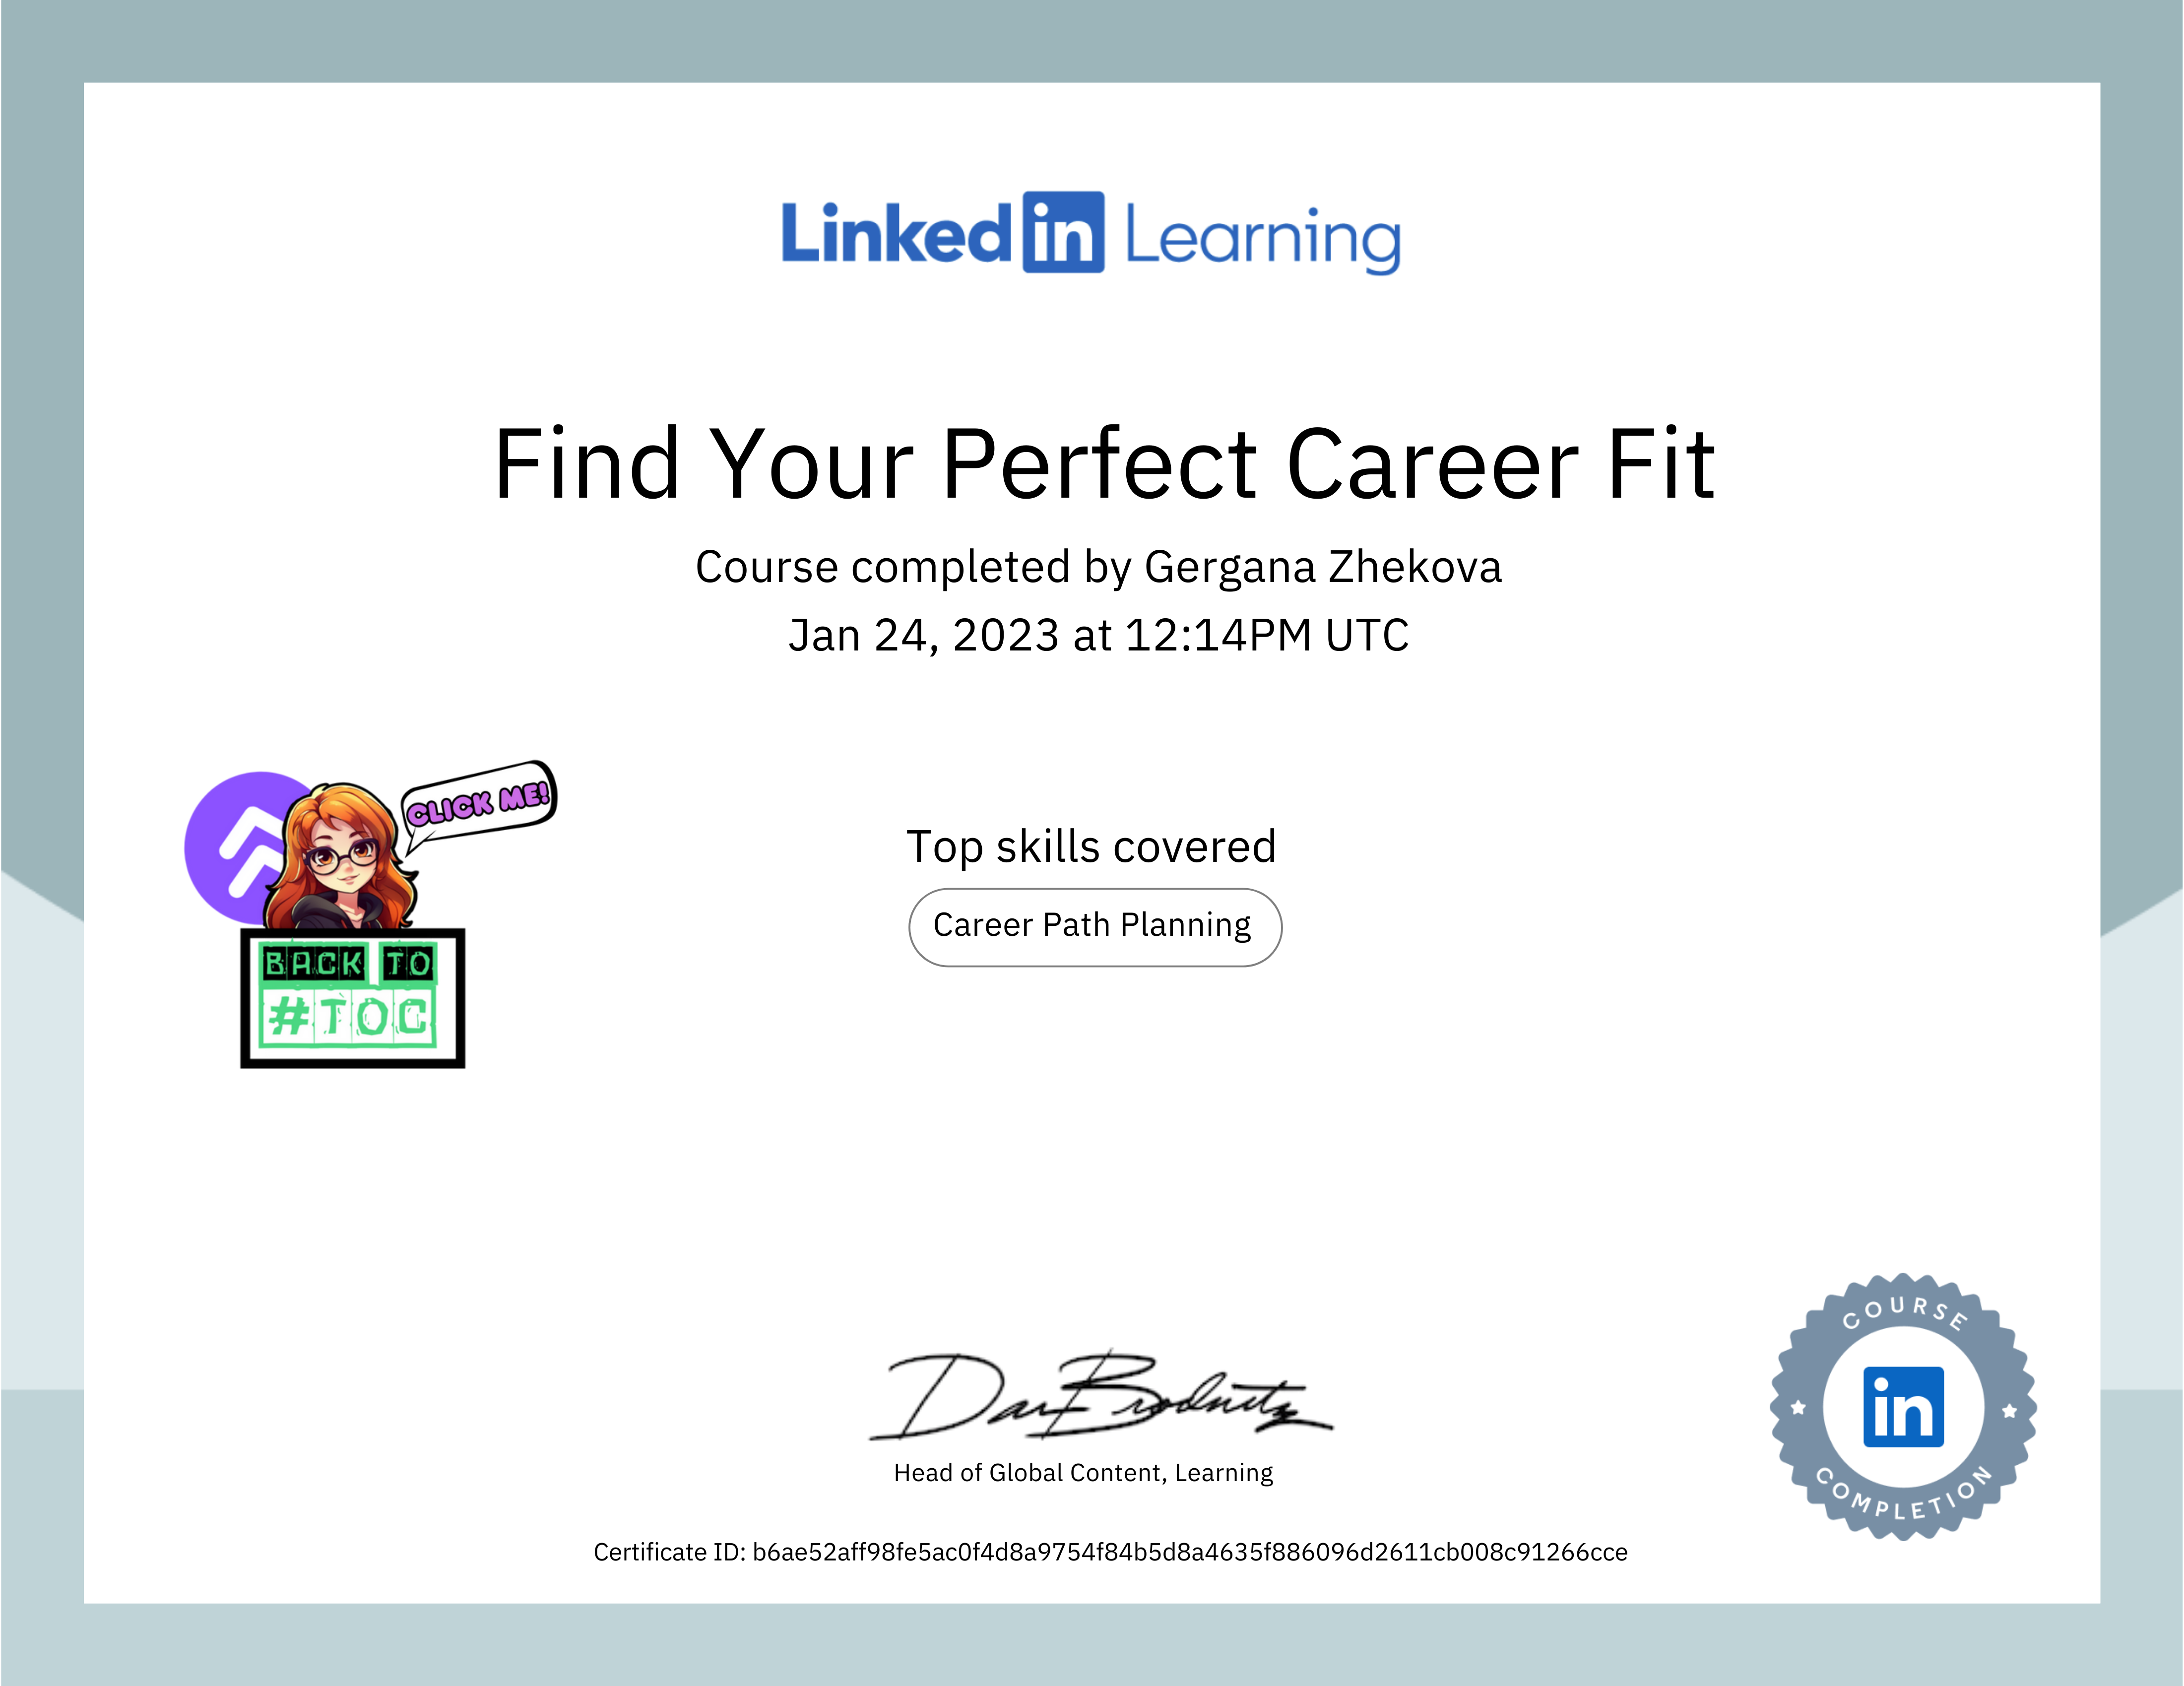 Linked in Learning
Find Your Perfect Career Fit
Course completed by Gergana Zhekova
Jan 24, 2023 at 12:14PM UTC
CLICK ME!
BACK TO
#TOC
Top skills covered
Career Path Planning
Dan Brodnitz
Head of Global Content, Learning
Certificate ID: b6ae52aff98fe5ac0f4d8a9754f84b5d8a4635f886096d2611cb008c91266cce
COURSE
in
COMPLETION